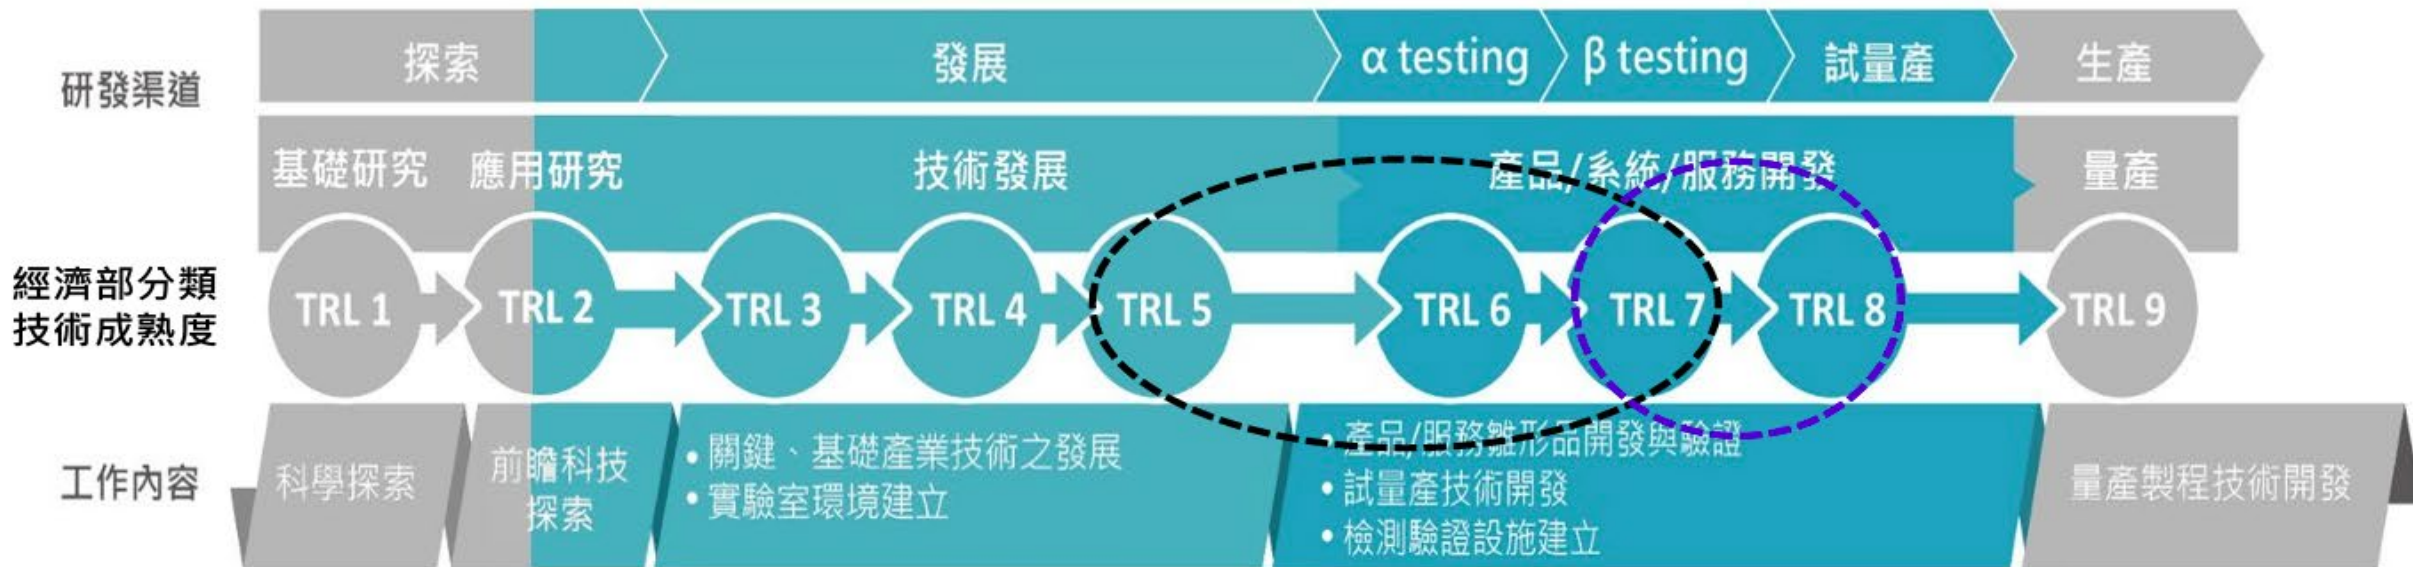 研發渠道
探索
發展
α testing
β testing
試量產
生產
基礎研究
應用研究
技術發展
產品/系統/服務開發
量產
經濟部分類
技術成熟度
TRL 1
TRL 2
TRL 3
TRL 4
TRL 5
TRL 6
TRL 7
TRL 8
TRL 9
工作內容
科學探索
前瞻科技
探索
• 關鍵、基礎產業技術之發展
• 實驗室環境建立
• 產品/服務雛形品開發與驗證
• 試量產技術開發
• 檢測驗證設施建立
量產製程技術開發